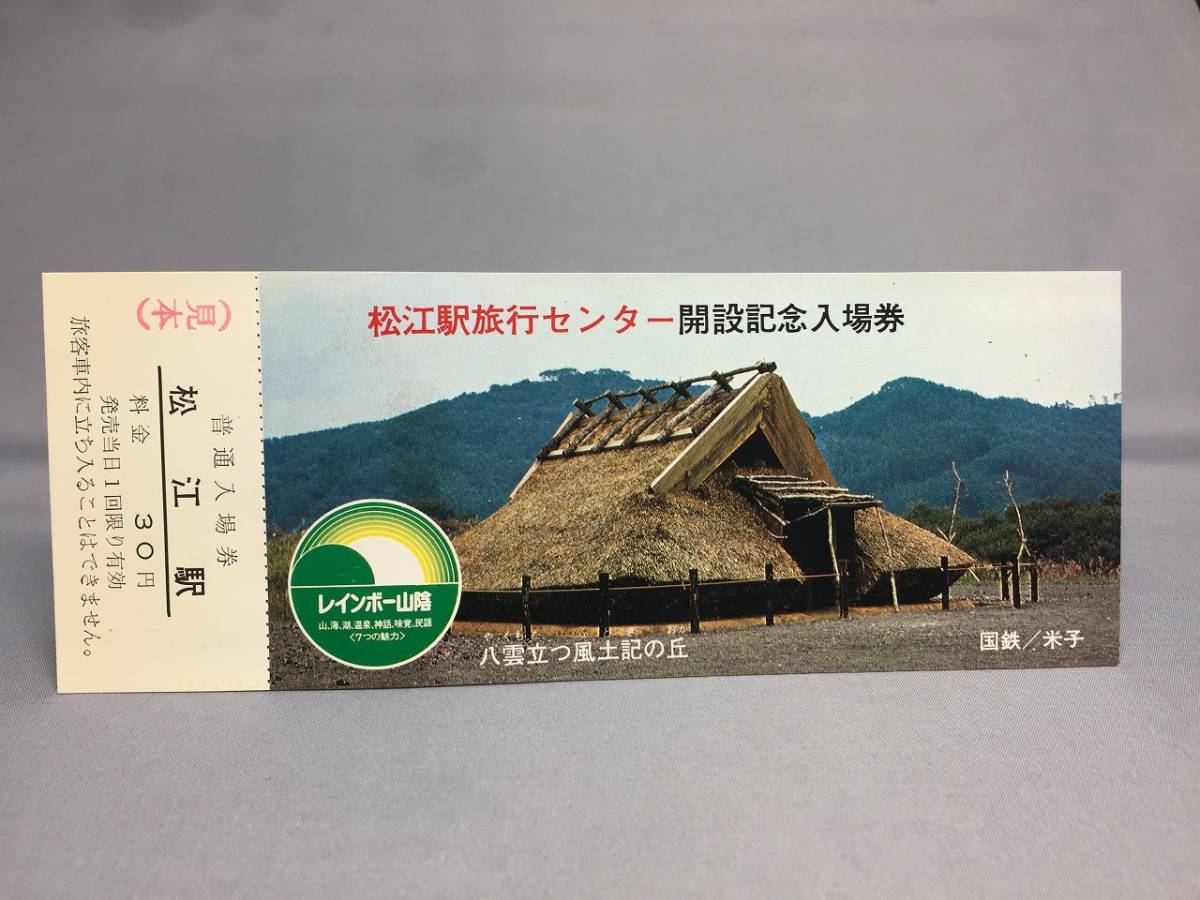 松江駅旅行センター開設記念入場券
レインボー山陰
山、海、湖、温泉、神話、味覚、民謡
〈7つの魅力〉
八雲立つ風土記の丘
国鉄/米子
(見本)
普通入場券
松江駅
料金 30円
発売当日1回限り有効
旅客車内に立ち入ることはできません。